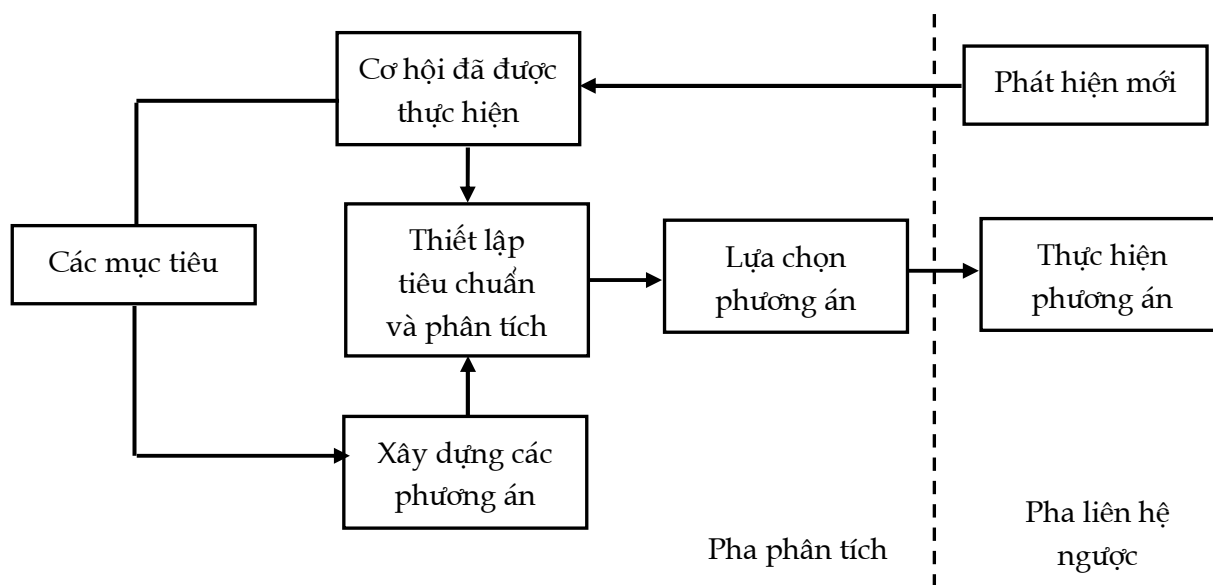 Cơ hội đã được
thực hiện
Phát hiện mới
Các mục tiêu
Thiết lập
tiêu chuẩn
và phân tích
Lựa chọn
phương án
Thực hiện
phương án
Xây dựng các
phương án
Pha phân tích
Pha liên hệ
ngược